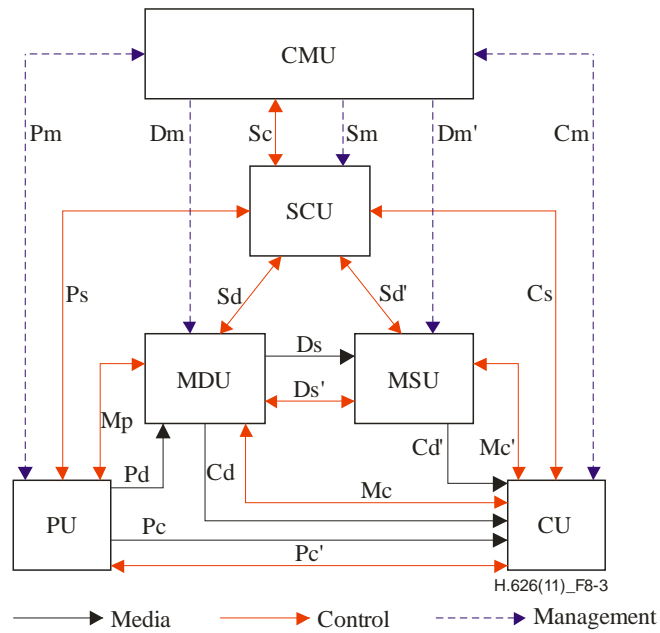 CMU
Pm
Dm
Sc
Sm
Dm'
Cm
SCU
Ps
Sd
Sd'
Cs
MDU
Ds
Ds'
MSU
Mp
Cd'
Mc'
Pd
Cd
Mc
PU
Pc
CU
Pc'
H.626(11)_F8-3
Media
Control
Management